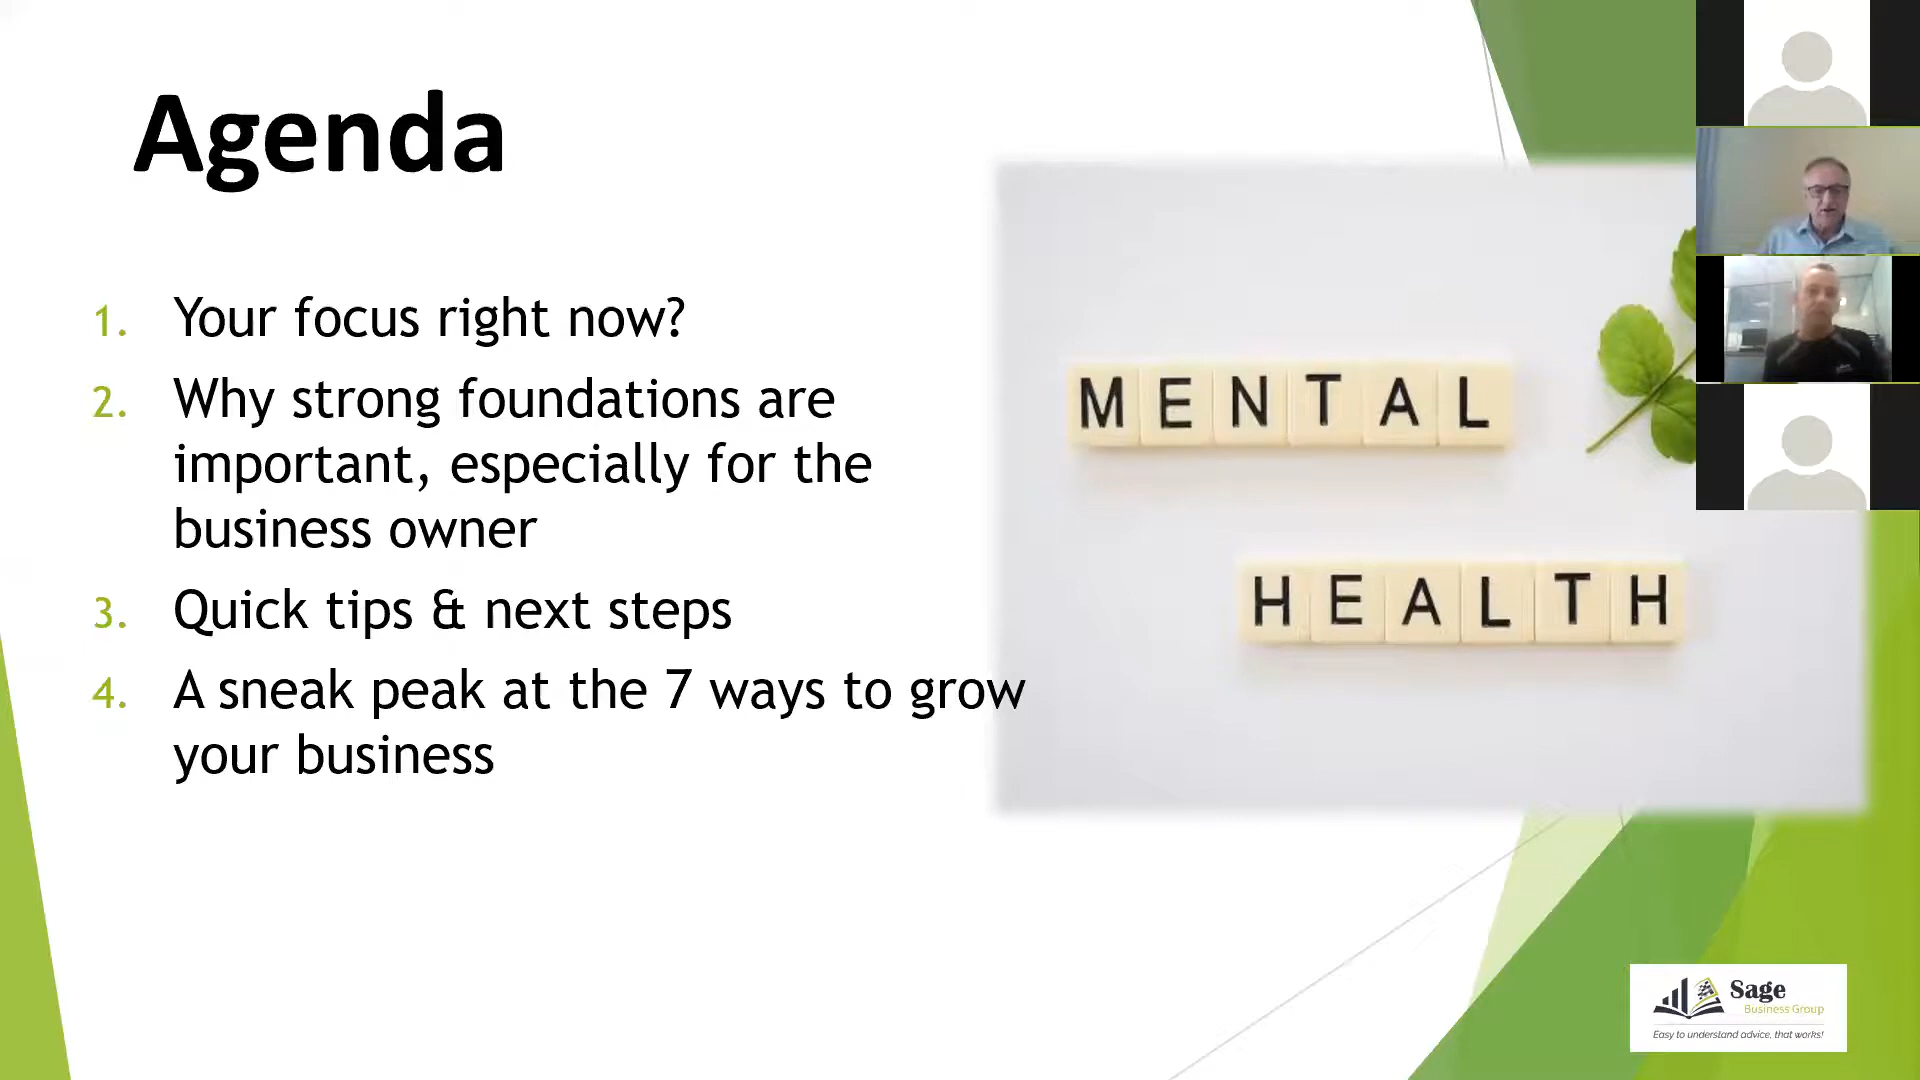 Agenda
1. Your focus right now?
2. Why strong foundations are
important, especially for the
business owner
3. Quick tips & next steps
4. A sneak peak at the 7 ways to grow
your business
MENTAL
HEALTH
Sage
Business Group
Easy to understand advice, that works!